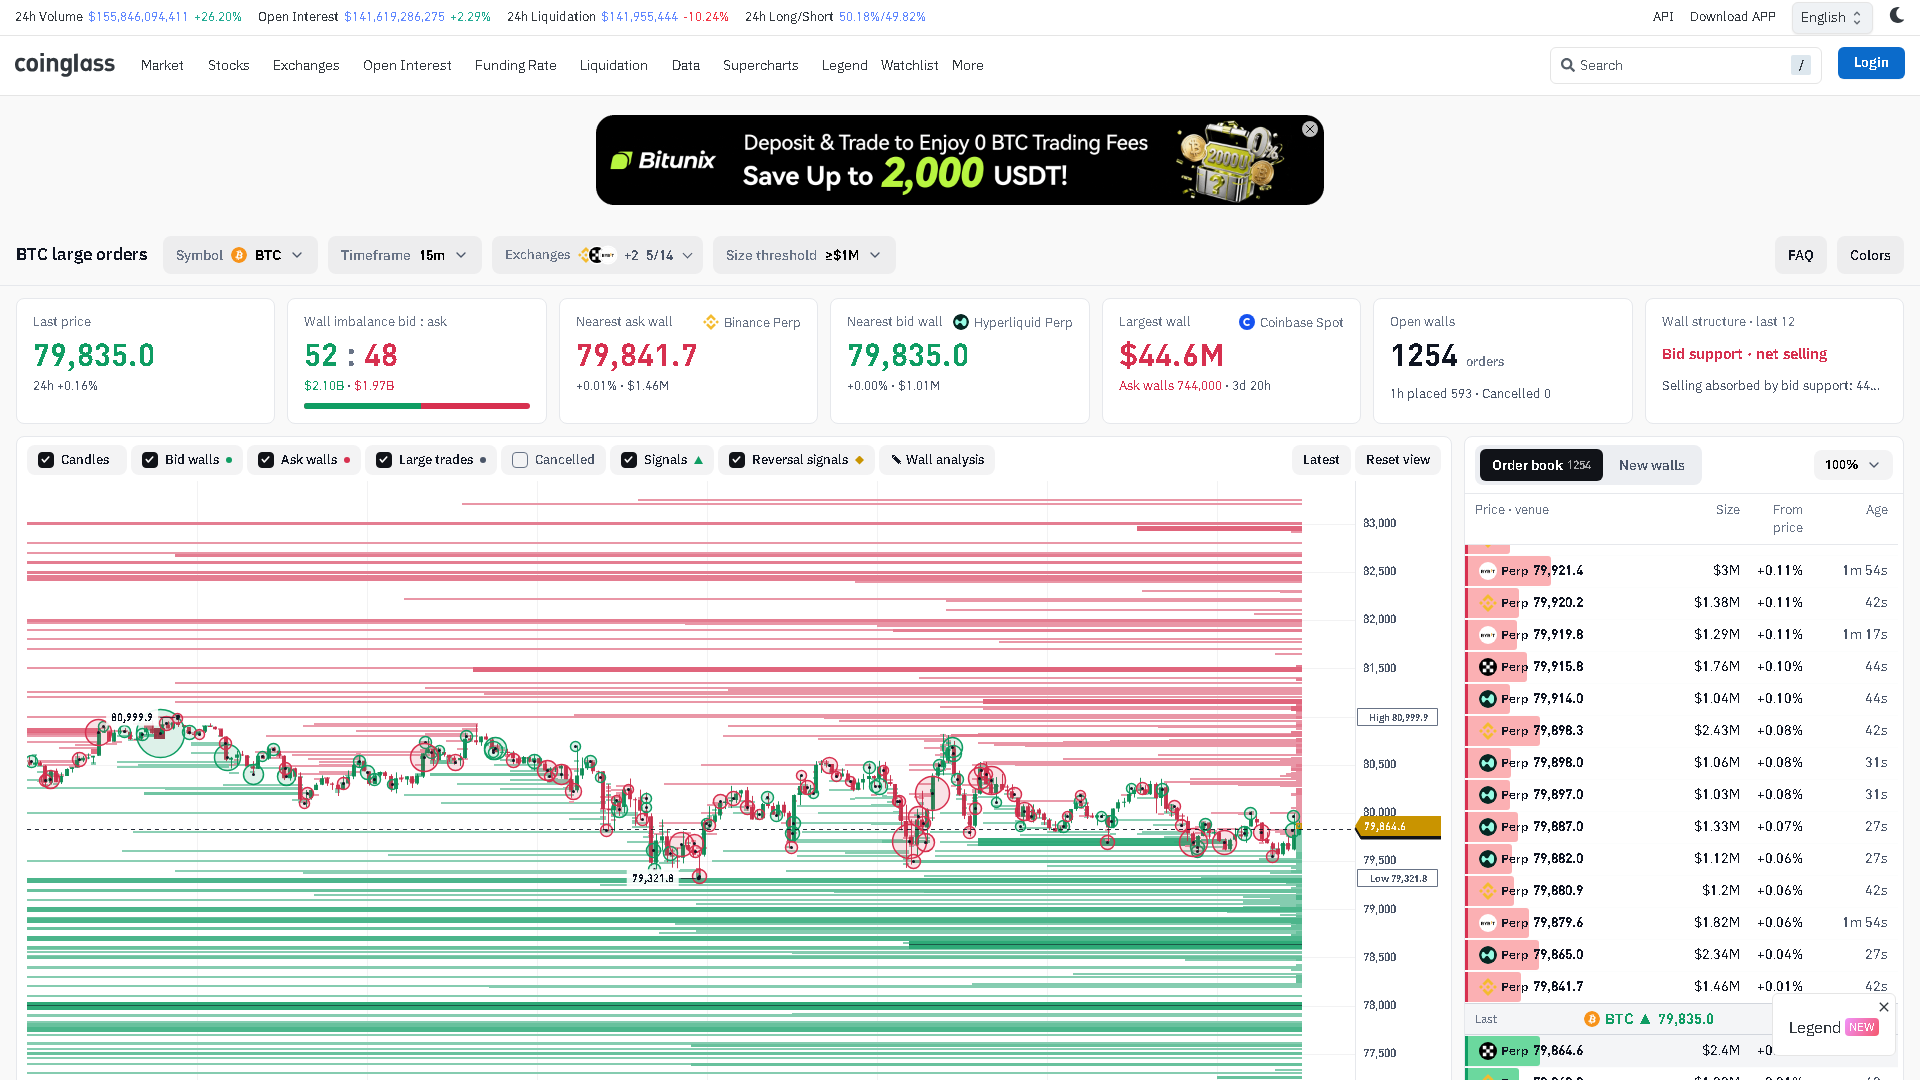 24h Volume $155,846,094,411 +26.20% Open Interest $141,619,286,275 +2.29% 24h Liquidation $141,955,444 -10.24% 24h Long/Short 50.18%/49.82% API Download APP English
coinglass Market Stocks Exchanges Open Interest Funding Rate Liquidation Data Supercharts Legend Watchlist More Search / Login
Bitunix
Deposit & Trade to Enjoy 0 BTC Trading Fees
Save Up to 2,000 USDT!
BTC large orders Symbol BTC Timeframe 15m Exchanges +2 5/14 Size threshold ≥$1M FAQ Colors
Last price
79,835.0
24h +0.16%
Wall imbalance bid : ask
52 : 48
$2.10B · $1.97B
Nearest ask wall Binance Perp
79,841.7
+0.01% · $1.46M
Nearest bid wall Hyperliquid Perp
79,835.0
+0.00% · $1.01M
Largest wall Coinbase Spot
$44.6M
Ask walls 744,000 · 3d 20h
Open walls
1254 orders
1h placed 593 · Cancelled 0
Wall structure · last 12
Bid support · net selling
Selling absorbed by bid support: 44...
Candles Bid walls Ask walls Large trades Cancelled Signals Reversal signals Wall analysis Latest Reset view
83,000
82,500
82,000
81,500
High 80,999.9
80,500
80,000
79,864.6
79,500
Low 79,321.8
79,000
78,500
78,000
77,500
80,999.9
79,321.8
Order book 1254 New walls 100%
Price · venue Size From price Age
Perp 79,921.4 $3M +0.11% 1m 54s
Perp 79,920.2 $1.38M +0.11% 42s
Perp 79,919.8 $1.29M +0.11% 1m 17s
Perp 79,915.8 $1.76M +0.10% 44s
Perp 79,914.0 $1.04M +0.10% 44s
Perp 79,898.3 $2.43M +0.08% 42s
Perp 79,898.0 $1.06M +0.08% 31s
Perp 79,897.0 $1.03M +0.08% 31s
Perp 79,887.0 $1.33M +0.07% 27s
Perp 79,882.0 $1.12M +0.06% 27s
Perp 79,880.9 $1.2M +0.06% 42s
Perp 79,879.6 $1.82M +0.06% 1m 54s
Perp 79,865.0 $2.34M +0.04% 27s
Perp 79,841.7 $1.46M +0.01% 42s
Last BTC ▲ 79,835.0
Perp 79,864.6 $2.4M +0
Legend NEW